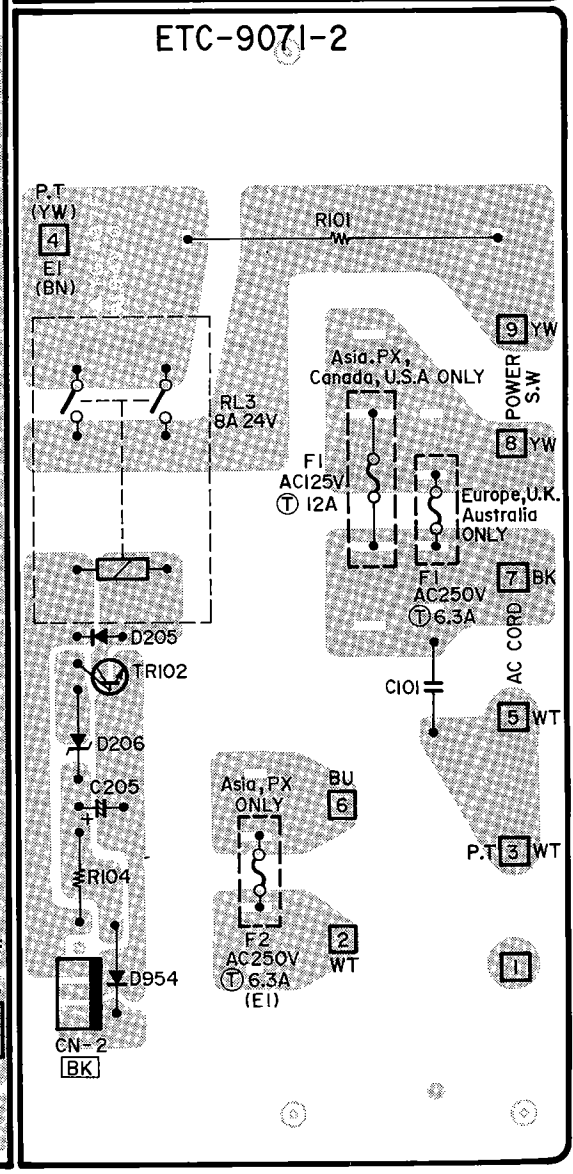 ETC-9071-2
P.T
(YW)
4
E1
(BN)
R101
9 YW
POWER
S.W
Asia.PX,
Canada, U.S.A ONLY
RL3
8A 24V
8 YW
F1
AC125V
T 12A
Europe, U.K.
Australia
ONLY
F1
AC250V
T 6.3A
7 BK
AC CORD
D205
TR102
C101
5 WT
D206
C205
+
Asia, PX
ONLY
BU
6
P.T 3 WT
R104
F2
AC250V
T 6.3A
(E1)
2
WT
1
D954
CN-2
BK